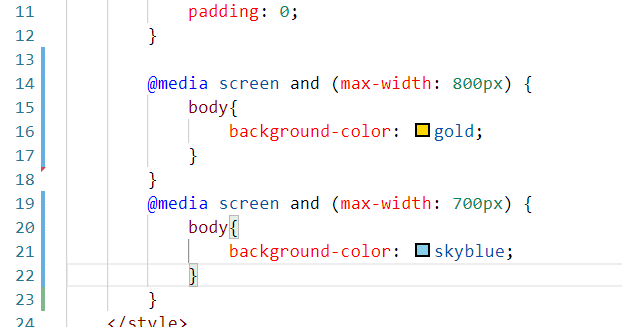 11 padding: 0;
12 }
13
14 @media screen and (max-width: 800px) {
15 body{
16 background-color: gold;
17 }
18 }
19 @media screen and (max-width: 700px) {
20 body{
21 background-color: skyblue;
22 }
23 }
24 </style>